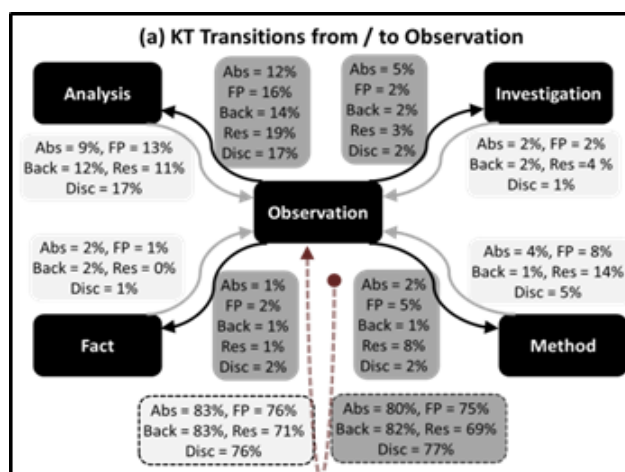 (a) KT Transitions from / to Observation
Analysis
Abs = 12%
FP = 16%
Back = 14%
Res = 19%
Disc = 17%
Abs = 5%
FP = 2%
Back = 2%
Res = 3%
Disc = 2%
Investigation
Abs = 9%, FP = 13%
Back = 12%, Res = 11%
Disc = 17%
Abs = 2%, FP = 2%
Back = 2%, Res =4 %
Disc = 1%
Observation
Abs = 2%, FP = 1%
Back = 2%, Res = 0%
Disc = 1%
Abs = 1%
FP = 2%
Back = 1%
Res = 1%
Disc = 2%
Abs = 2%
FP = 5%
Back = 1%
Res = 8%
Disc = 2%
Abs = 4%, FP = 8%
Back = 1%, Res = 14%
Disc = 5%
Fact
Method
Abs = 83%, FP = 76%
Back = 83%, Res = 71%
Disc = 76%
Abs = 80%, FP = 75%
Back = 82%, Res = 69%
Disc = 77%